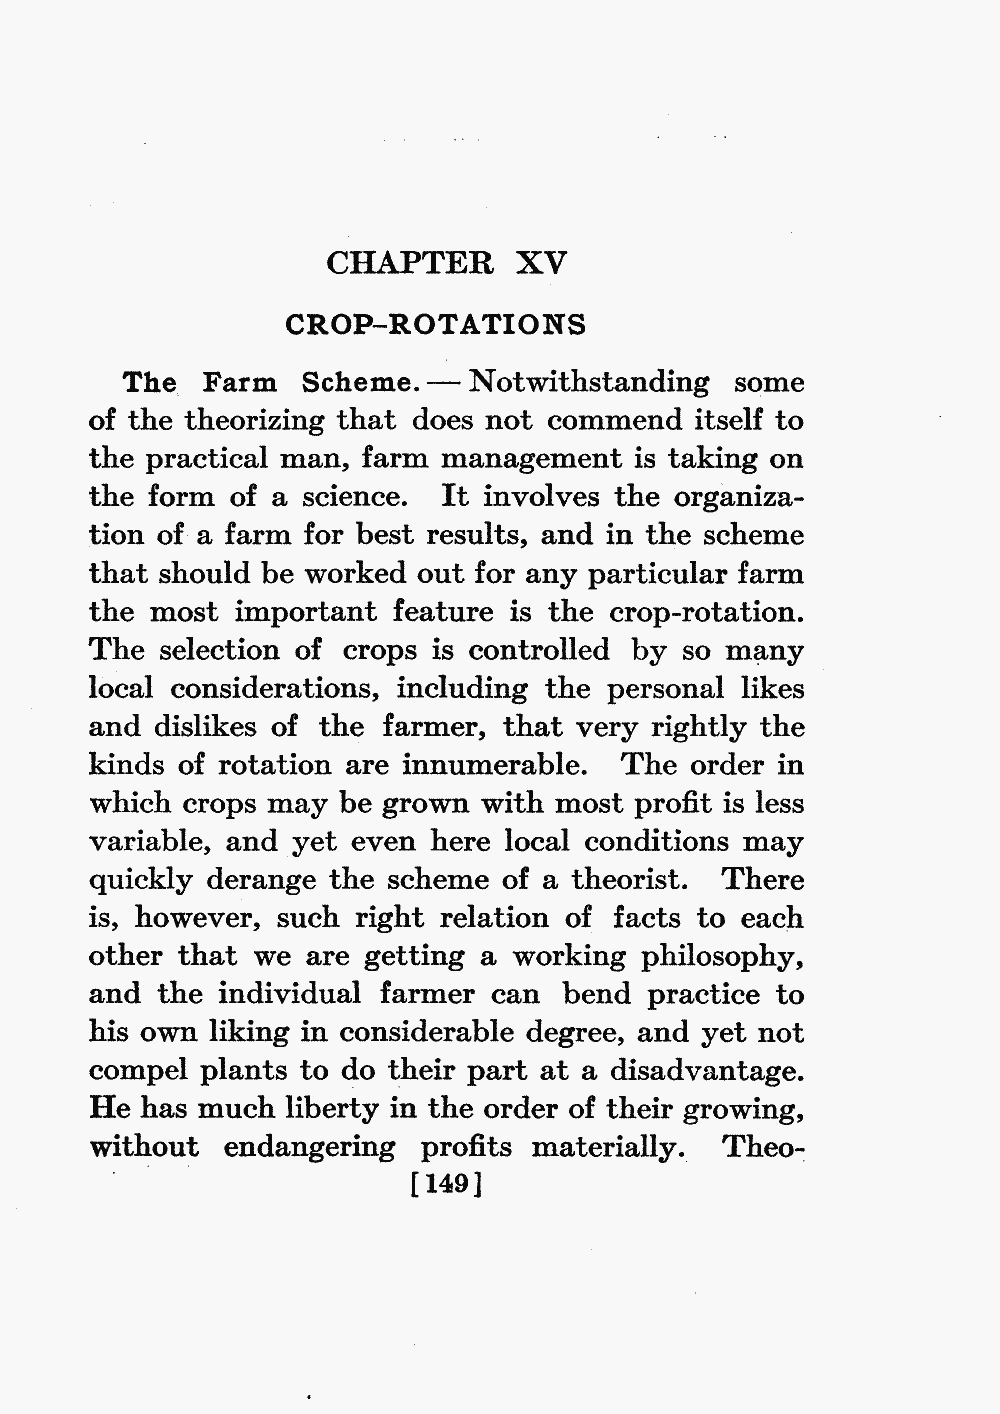 CHAPTER XV
CROP-ROTATIONS
The Farm Scheme. — Notwithstanding some
of the theorizing that does not commend itself to
the practical man, farm management is taking on
the form of a science. It involves the organiza-
tion of a farm for best results, and in the scheme
that should be worked out for any particular farm
the most important feature is the crop-rotation.
The selection of crops is controlled by so many
local considerations, including the personal likes
and dislikes of the farmer, that very rightly the
kinds of rotation are innumerable. The order in
which crops may be grown with most profit is less
variable, and yet even here local conditions may
quickly derange the scheme of a theorist. There
is, however, such right relation of facts to each
other that we are getting a working philosophy,
and the individual farmer can bend practice to
his own liking in considerable degree, and yet not
compel plants to do their part at a disadvantage.
He has much liberty in the order of their growing,
without endangering profits materially. Theo-
[149]